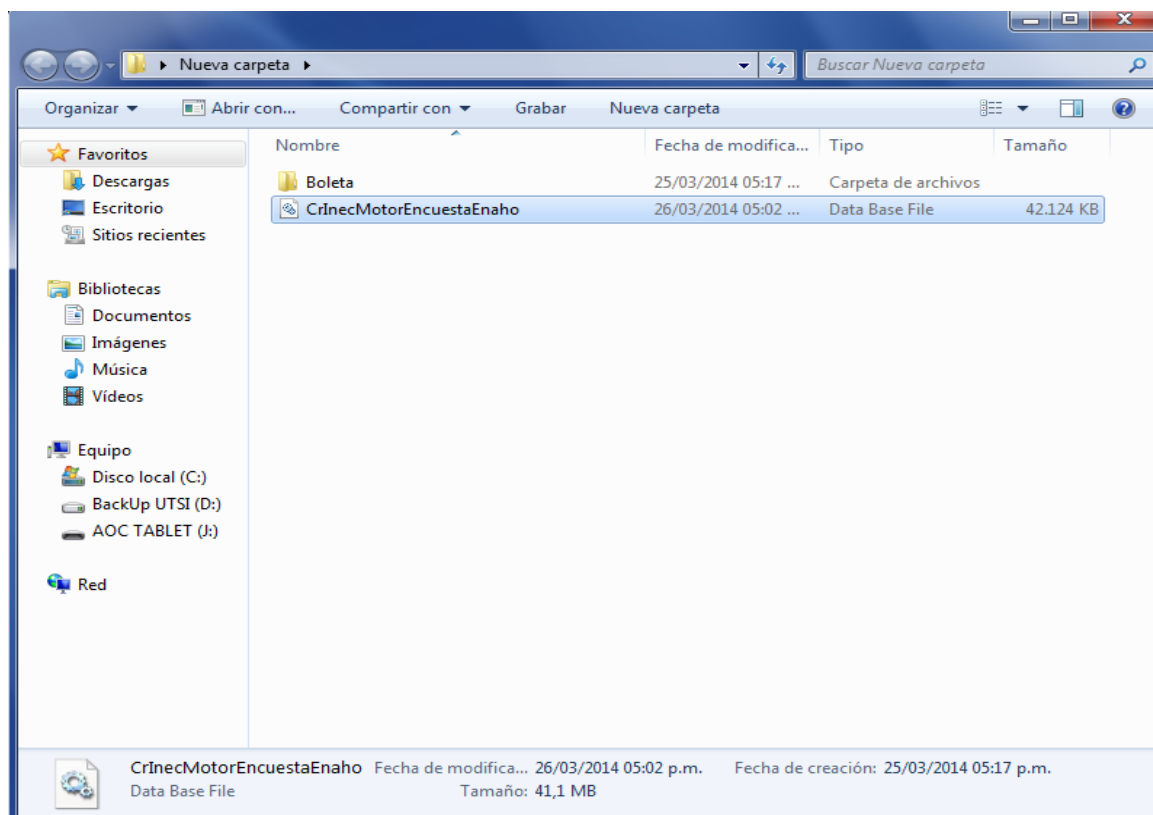 Nueva carpeta
Buscar Nueva carpeta
Organizar Abrir con... Compartir con Grabar Nueva carpeta
Favoritos
Descargas
Escritorio
Sitios recientes
Bibliotecas
Documentos
Imágenes
Música
Vídeos
Equipo
Disco local (C:)
BackUp UTSI (D:)
AOC TABLET (J:)
Red
Nombre Fecha de modifica... Tipo Tamaño
Boleta 25/03/2014 05:17 ... Carpeta de archivos
CrInecMotorEncuestaEnaho 26/03/2014 05:02 ... Data Base File 42.124 KB
CrInecMotorEncuestaEnaho Fecha de modifica... 26/03/2014 05:02 p.m. Fecha de creación: 25/03/2014 05:17 p.m.
Data Base File Tamaño: 41,1 MB